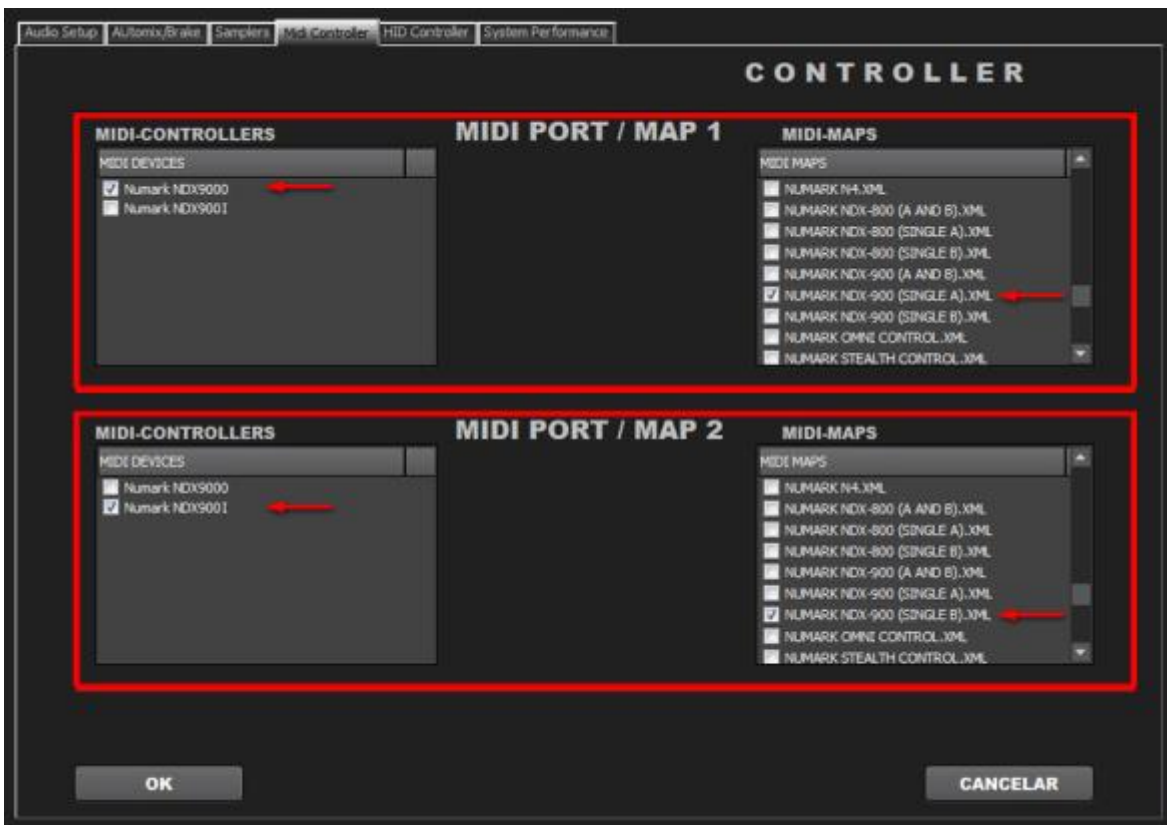 Audio Setup AUtomix/Brake Samplers Midi Controller HID Controller System Performance
CONTROLLER
MIDI-CONTROLLERS MIDI PORT / MAP 1 MIDI-MAPS
MIDI DEVICES MIDI MAPS
Numark NDX9000
Numark NDX900I
NUMARK N4.XML
NUMARK NDX-800 (A AND B).XML
NUMARK NDX-800 (SINGLE A).XML
NUMARK NDX-800 (SINGLE B).XML
NUMARK NDX-900 (A AND B).XML
NUMARK NDX-900 (SINGLE A).XML
NUMARK NDX-900 (SINGLE B).XML
NUMARK OMNI CONTROL.XML
NUMARK STEALTH CONTROL.XML
MIDI-CONTROLLERS MIDI PORT / MAP 2 MIDI-MAPS
MIDI DEVICES MIDI MAPS
Numark NDX9000
Numark NDX900I
NUMARK N4.XML
NUMARK NDX-800 (A AND B).XML
NUMARK NDX-800 (SINGLE A).XML
NUMARK NDX-800 (SINGLE B).XML
NUMARK NDX-900 (A AND B).XML
NUMARK NDX-900 (SINGLE A).XML
NUMARK NDX-900 (SINGLE B).XML
NUMARK OMNI CONTROL.XML
NUMARK STEALTH CONTROL.XML
OK CANCELAR